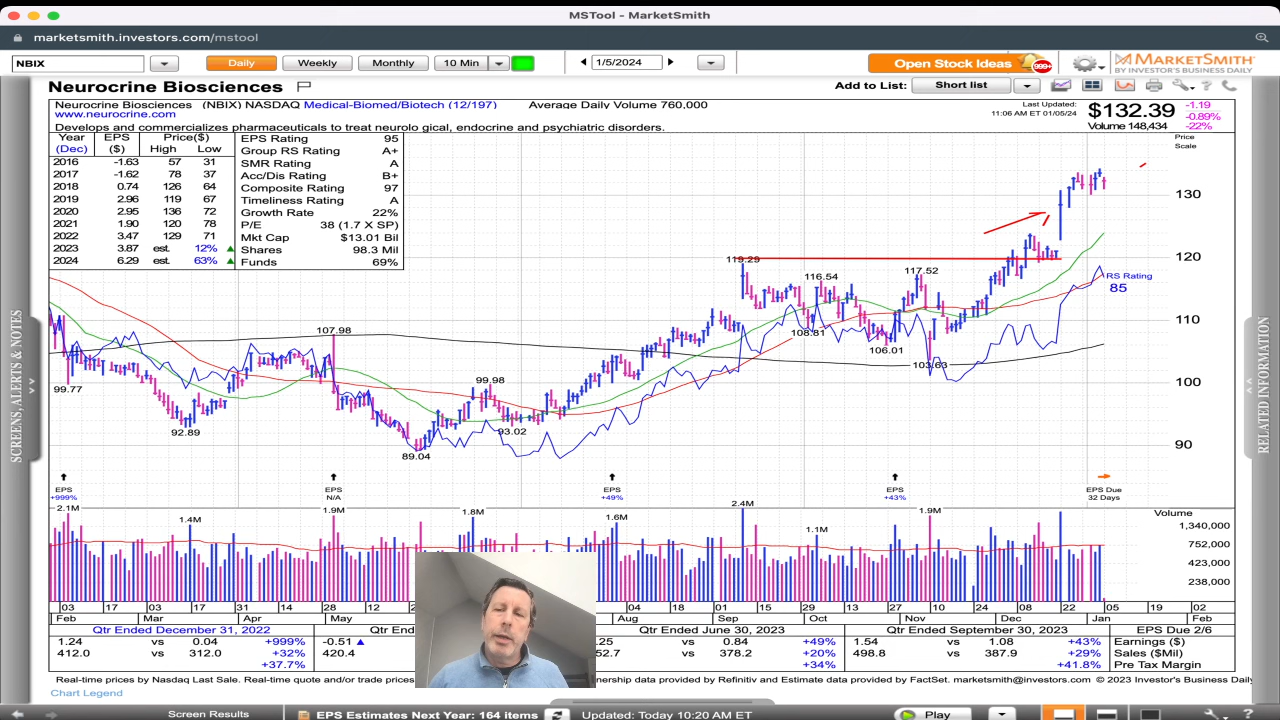 MSTool - MarketSmith
marketsmith.investors.com/mstool
NBIX Daily Weekly Monthly 10 Min 1/5/2024 Open Stock Ideas 999+ MarketSmith
BY INVESTOR'S BUSINESS DAILY
Neurocrine Biosciences Add to List: Short list
Neurocrine Biosciences (NBIX) NASDAQ Medical-Biomed/Biotech (12/197) Average Daily Volume 760,000
www.neurocrine.com
Develops and commercializes pharmaceuticals to treat neurolo gical, endocrine and psychiatric disorders.
Last Updated:
11:06 AM ET 01/05/24
$132.39
Volume 148,434
-1.19
-0.89%
-22%
Year EPS Price($)
(Dec) ($) High Low
2016 -1.63 57 31
2017 -1.62 78 37
2018 0.74 126 64
2019 2.96 119 67
2020 2.95 136 72
2021 1.90 120 78
2022 3.47 129 71
2023 3.87 est. 12%
2024 6.29 est. 63%
EPS Rating 95
Group RS Rating A+
SMR Rating A
Acc/Dis Rating B+
Composite Rating 97
Timeliness Rating A
Growth Rate 22%
P/E 38 (1.7 X SP)
Mkt Cap $13.01 Bil
Shares 98.3 Mil
Funds 69%
Price
Scale
130
120
110
100
90
119.29
116.54
117.52
108.81
106.01
103.63
107.98
99.77
92.89
99.98
93.02
89.04
RS Rating
85
SCREENS, ALERTS & NOTES
RELATED INFORMATION
EPS
+999%
EPS
N/A
EPS
+49%
EPS
+43%
EPS Due
32 Days
2.1M 1.4M 1.9M 1.8M 1.6M 2.4M 1.1M 1.9M
Volume
1,340,000
752,000
423,000
238,000
03 17 03 17 31 14 28 12 04 18 01 15 29 13 27 10 24 08 22 05 19 02
Feb Mar Apr May Aug Sep Oct Nov Dec Jan Feb
Qtr Ended December 31, 2022 Qtr En Qtr Ended June 30, 2023 Qtr Ended September 30, 2023 EPS Due 2/6
1.24 vs 0.04 +999% -0.51 .25 vs 0.84 +49% 1.54 vs 1.08 +43% Earnings ($)
412.0 vs 312.0 +32% 420.4 52.7 vs 378.2 +20% 498.8 vs 387.9 +29% Sales ($Mil)
+37.7% +34% +41.8% Pre Tax Margin
Real-time prices by Nasdaq Last Sale. Real-time quote and/or trade prices nership data provided by Refinitiv and Estimate data provided by FactSet. marketsmith@investors.com © 2023 Investor's Business Daily
Chart Legend
Screen Results EPS Estimates Next Year: 164 items Updated: Today 10:20 AM ET Play